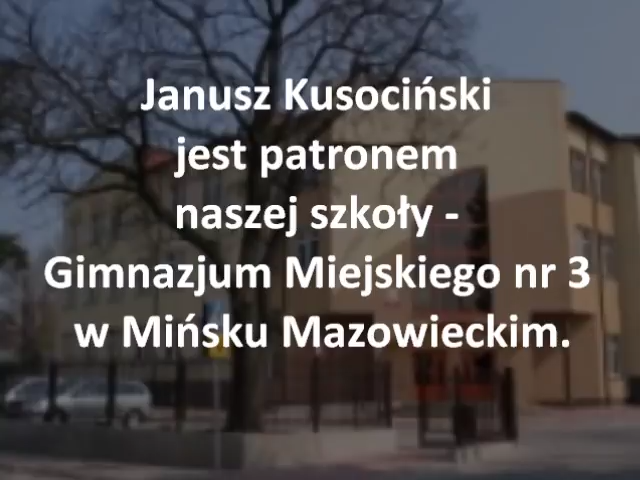 Janusz Kusociński
jest patronem
naszej szkoły -
Gimnazjum Miejskiego nr 3
w Mińsku Mazowieckim.